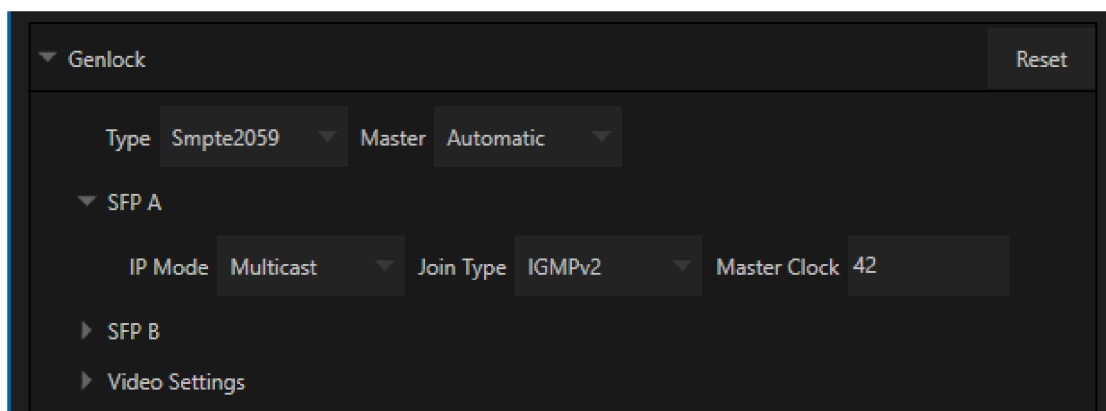 Genlock Reset
Type Smpte2059 Master Automatic
SFP A
IP Mode Multicast Join Type IGMPv2 Master Clock 42
SFP B
Video Settings